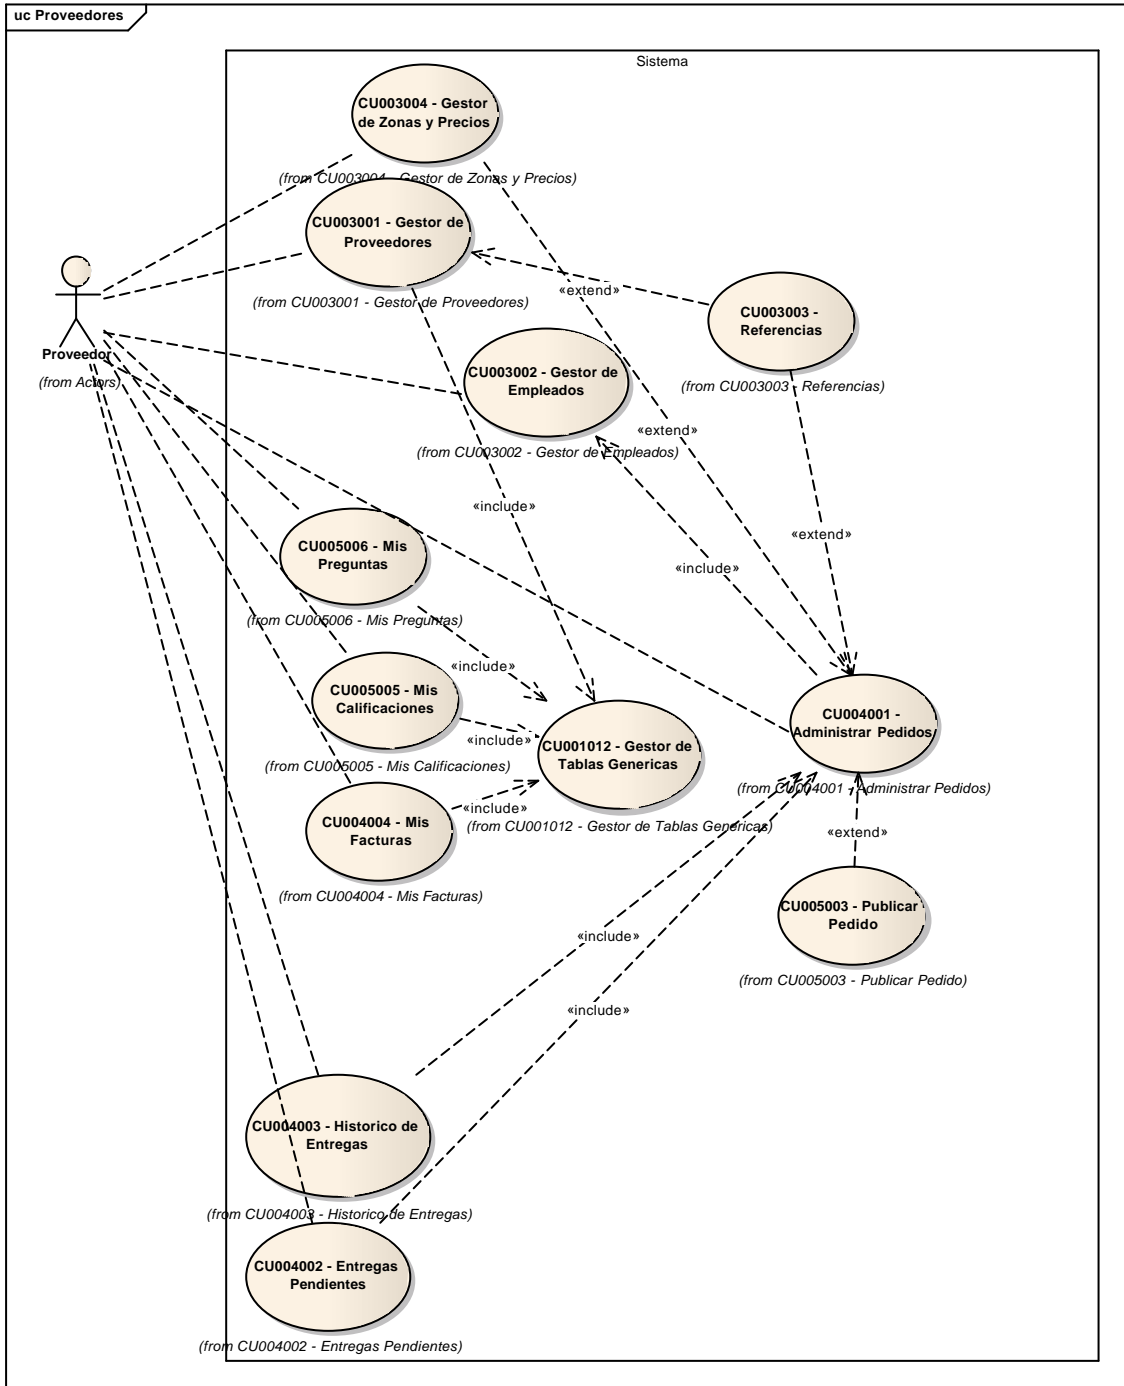 uc Proveedores
Sistema
CU003004 - Gestor
de Zonas y Precios
(from CU003004 - Gestor de Zonas y Precios)
CU003001 - Gestor de
Proveedores
(from CU003001 - Gestor de Proveedores)
«extend»
CU003003 -
Referencias
(from CU003003 - Referencias)
Proveedor
(from Actors)
CU003002 - Gestor de
Empleados
(from CU003002 - Gestor de Empleados)
«extend»
«include»
«extend»
«include»
CU005006 - Mis
Preguntas
(from CU005006 - Mis Preguntas)
«include»
CU005005 - Mis
Calificaciones
(from CU005005 - Mis Calificaciones)
«include»
CU001012 - Gestor de
Tablas Genericas
(from CU001012 - Gestor de Tablas Genericas)
CU004001 -
Administrar Pedidos
(from CU004001 - Administrar Pedidos)
CU004004 - Mis
Facturas
(from CU004004 - Mis Facturas)
«include»
«extend»
CU005003 - Publicar
Pedido
(from CU005003 - Publicar Pedido)
«include»
«include»
CU004003 - Historico de
Entregas
(from CU004003 - Historico de Entregas)
CU004002 - Entregas
Pendientes
(from CU004002 - Entregas Pendientes)